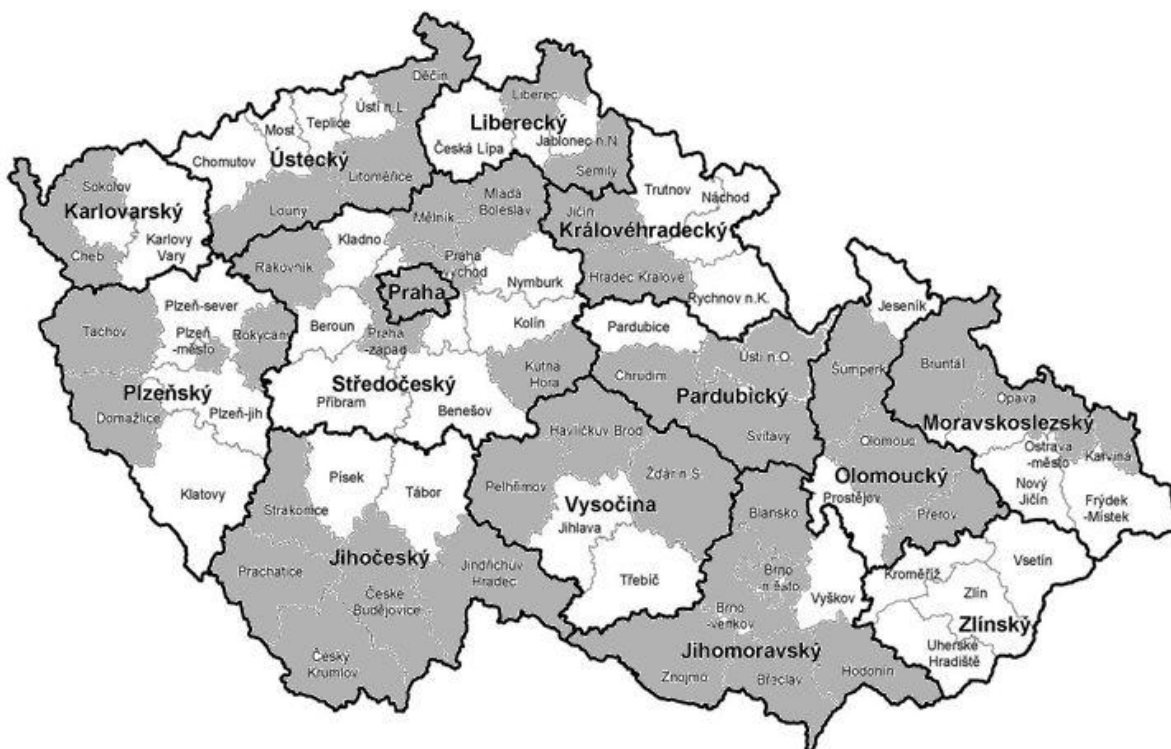 Děčín
Ústí n.L
Teplice
Most
Chomutov
Ústecký
Litoměřice
Louny
Liberec
Liberecký
Jablonec n.N
Česká Lípa
Semily
Sokolov
Karlovarský
Karlovy
Vary
Cheb
Trutnov
Náchod
Jičín
Královéhradecký
Hradec Králové
Rychnov n.K.
Mladá
Boleslav
Mělník
Kladno
Rakovník
Praha
východ
Nymburk
Praha
Kolín
Beroun
Praha
-západ
Kutná
Hora
Středočeský
Příbram
Benešov
Plzeň-sever
Tachov
Plzeň
-město
Rokycany
Plzeňský
Plzeň-jih
Domažlice
Klatovy
Pardubice
Ústí n.O.
Chrudim
Pardubický
Svitavy
Jeseník
Šumperk
Bruntál
Opava
Moravskoslezský
Ostrava
-město
Karviná
Nový
Jičín
Frýdek
-Místek
Olomouc
Olomoucký
Prostějov
Přerov
Havlíčkův Brod
Pelhřimov
Žďár n.S.
Vysočina
Jihlava
Třebíč
Písek
Tábor
Strakonice
Jihočeský
Prachatice
Jindřichův
Hradec
České
Budějovice
Český
Krumlov
Blansko
Brno
Vyškov
Brno
-venkov
Jihomoravský
Znojmo
Břeclav
Hodonín
Kroměříž
Vsetín
Zlín
Zlínský
Uherské
Hradiště